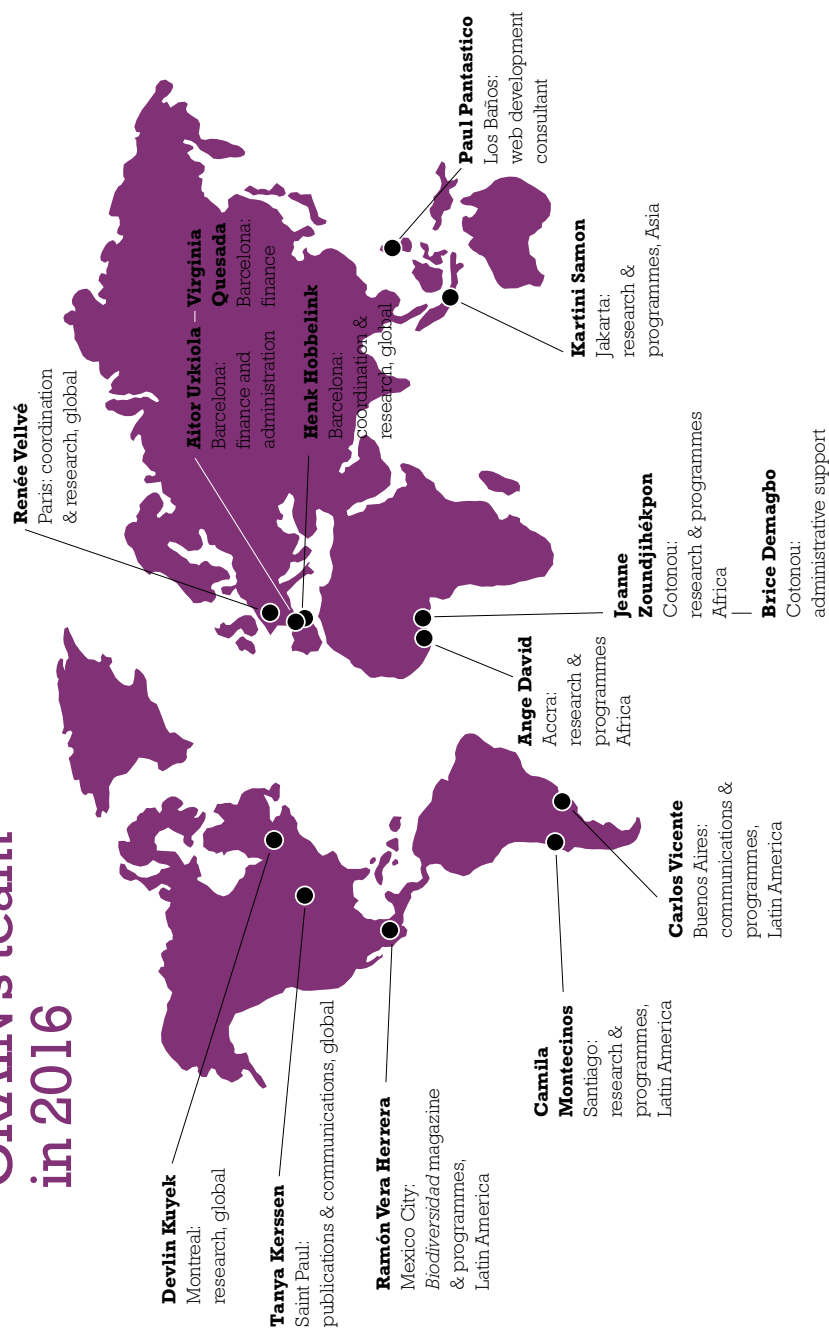 GRAIN's team
in 2016
Devlin Kuyek
Montreal:
research, global
Tanya Kerssen
Saint Paul:
publications & communications, global
Ramón Vera Herrera
Mexico City:
Biodiversidad magazine
& programmes,
Latin America
Camila
Montecinos
Santiago:
research &
programmes,
Latin America
Carlos Vicente
Buenos Aires:
communications &
programmes,
Latin America
Renée Vellvé
Paris: coordination
& research, global
Aitor Urkiola
Barcelona:
finance and
administration
Virginia
Quesada
Barcelona:
finance
Henk Hobbelink
Barcelona:
coordination &
research, global
Ange David
Accra:
research &
programmes
Africa
Jeanne
Zoundjihékpon
Cotonou:
research & programmes
Africa
Brice Demagbo
Cotonou:
administrative support
Kartini Samon
Jakarta:
research &
programmes, Asia
Paul Pantastico
Los Baños:
web development
consultant